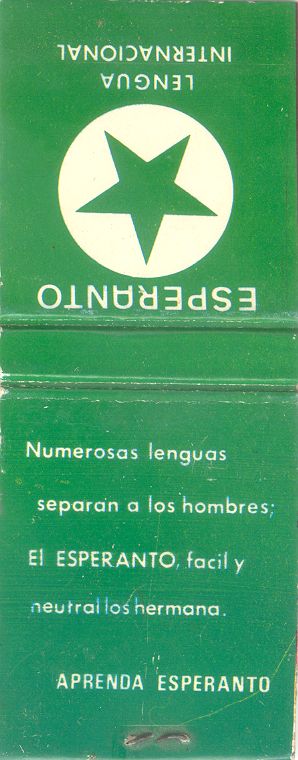 ESPERANTO
LENGUA
INTERNACIONAL
Numerosas lenguas
separan a los hombres;
El ESPERANTO, facil y
neutral los hermana.
APRENDA ESPERANTO